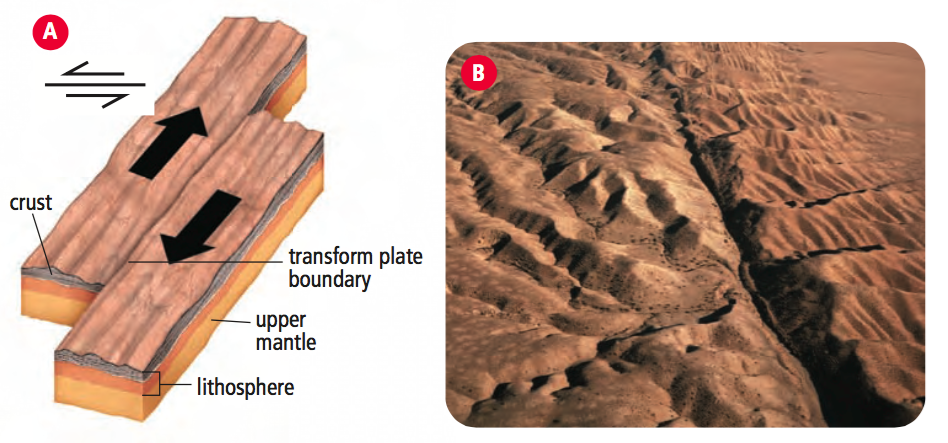 A
B
crust
transform plate
boundary
upper
mantle
lithosphere